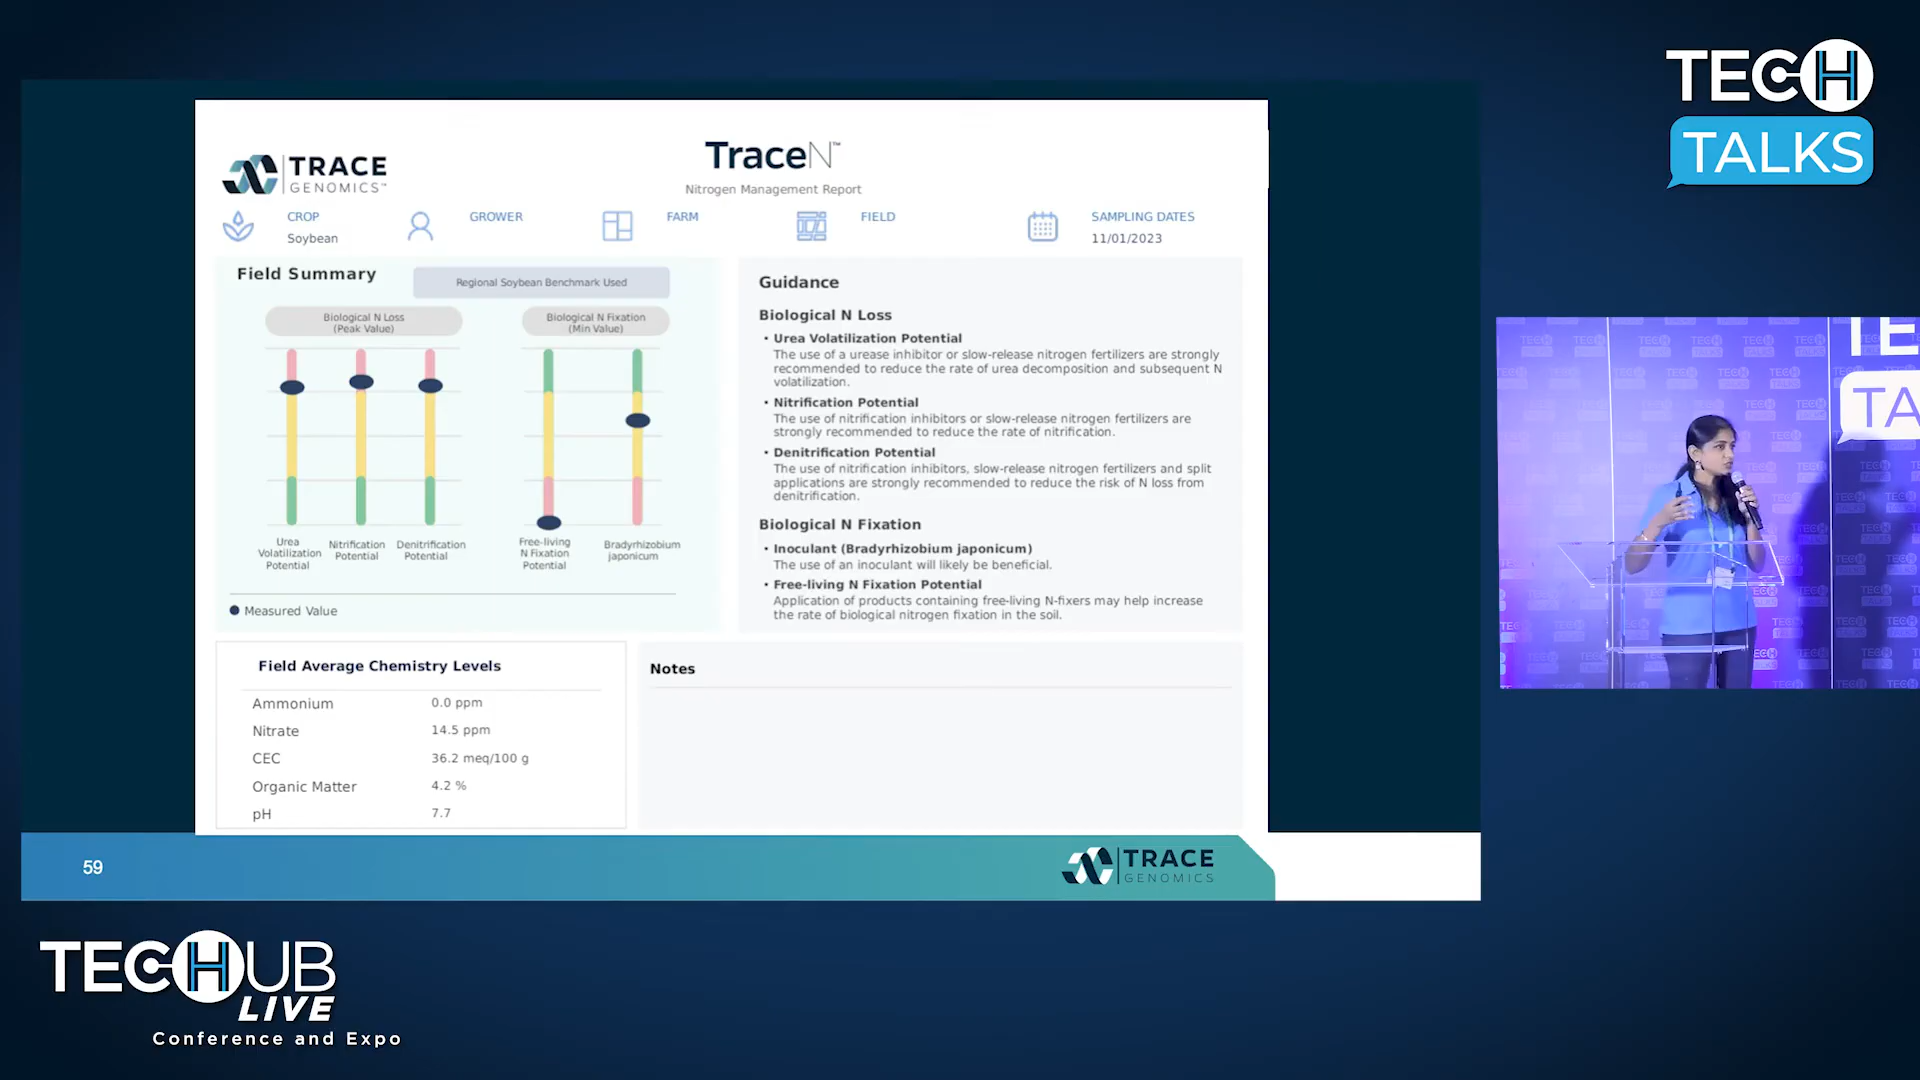 TECH
TALKS
TRACE
GENOMICS™
TraceN™
Nitrogen Management Report
CROP
Soybean
GROWER
FARM
FIELD
SAMPLING DATES
11/01/2023
Field Summary
Regional Soybean Benchmark Used
Biological N Loss
(Peak Value)
Biological N Fixation
(Min Value)
Urea
Volatilization
Potential
Nitrification
Potential
Denitrification
Potential
Free-living
N Fixation
Potential
Bradyrhizobium
japonicum
Measured Value
Guidance
Biological N Loss
• Urea Volatilization Potential
The use of a urease inhibitor or slow-release nitrogen fertilizers are strongly
recommended to reduce the rate of urea decomposition and subsequent N
volatilization.
• Nitrification Potential
The use of nitrification inhibitors or slow-release nitrogen fertilizers are
strongly recommended to reduce the rate of nitrification.
• Denitrification Potential
The use of nitrification inhibitors, slow-release nitrogen fertilizers and split
applications are strongly recommended to reduce the risk of N loss from
denitrification.
Biological N Fixation
• Inoculant (Bradyrhizobium japonicum)
The use of an inoculant will likely be beneficial.
• Free-living N Fixation Potential
Application of products containing free-living N-fixers may help increase
the rate of biological nitrogen fixation in the soil.
Field Average Chemistry Levels
Ammonium 0.0 ppm
Nitrate 14.5 ppm
CEC 36.2 meq/100 g
Organic Matter 4.2 %
pH 7.7
Notes
59
TRACE
GENOMICS
TE
TA
TECHUB
LIVE
Conference and Expo